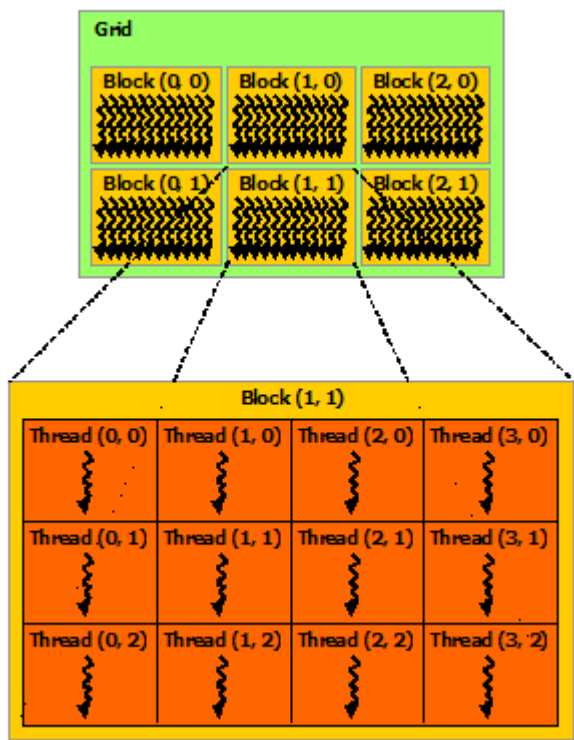 Grid
Block (0, 0) Block (1, 0) Block (2, 0)
Block (0, 1) Block (1, 1) Block (2, 1)
Block (1, 1)
Thread (0, 0) Thread (1, 0) Thread (2, 0) Thread (3, 0)
Thread (0, 1) Thread (1, 1) Thread (2, 1) Thread (3, 1)
Thread (0, 2) Thread (1, 2) Thread (2, 2) Thread (3, 2)